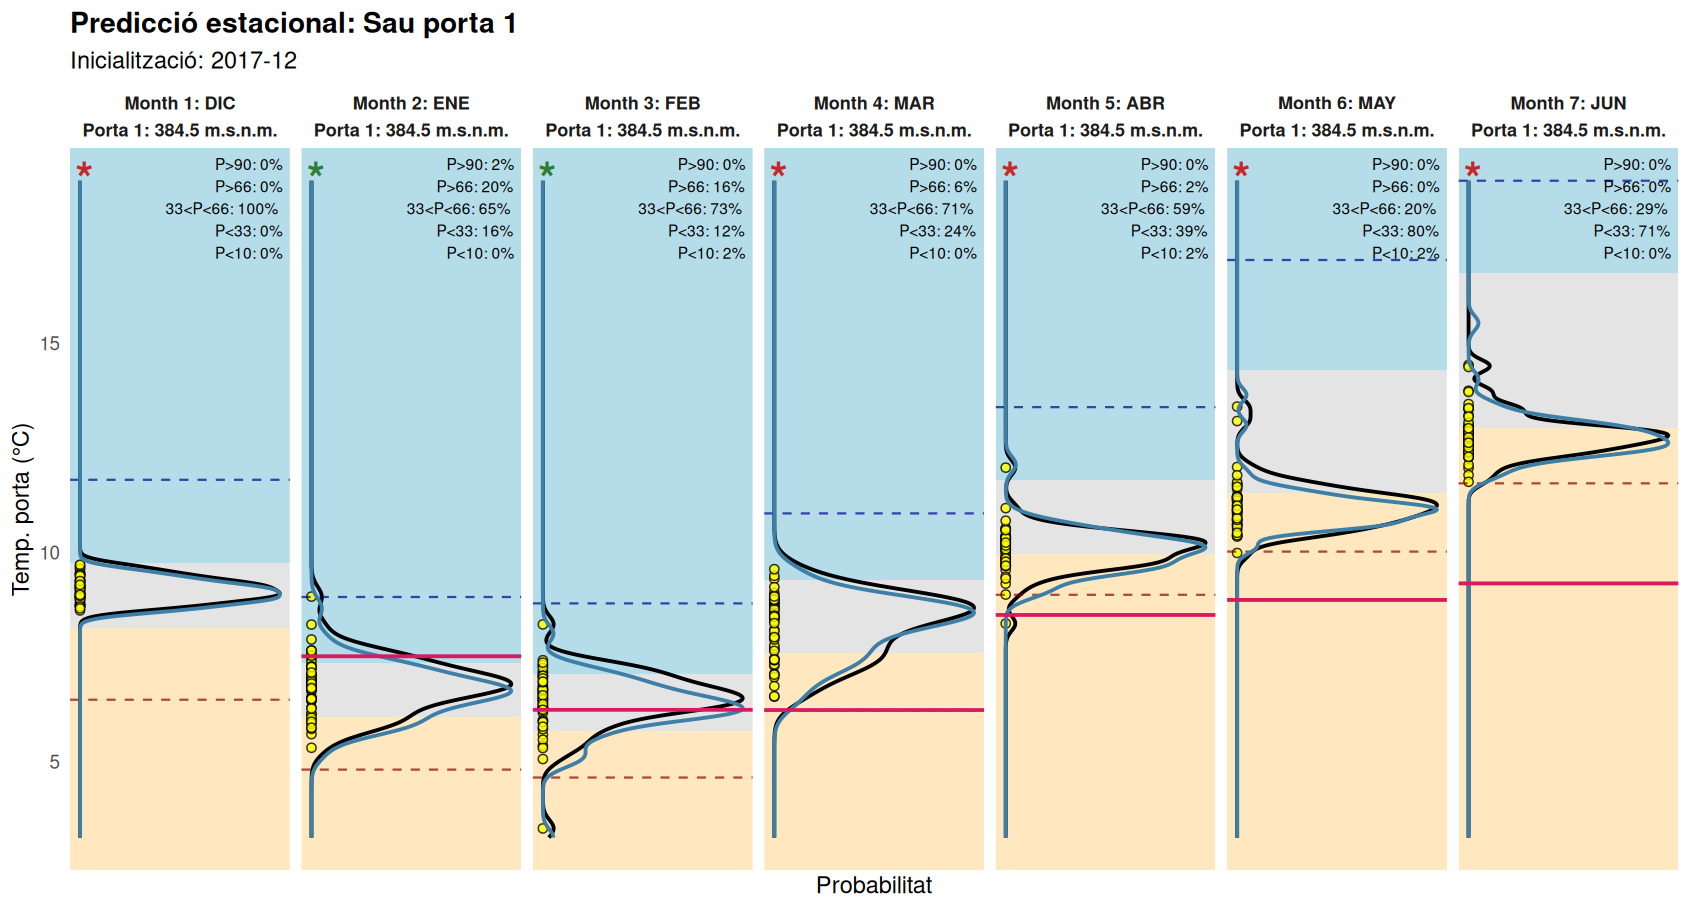 Predicció estacional: Sau porta 1
Inicialització: 2017-12
Month 1: DIC
Porta 1: 384.5 m.s.n.m.
Month 2: ENE
Porta 1: 384.5 m.s.n.m.
Month 3: FEB
Porta 1: 384.5 m.s.n.m.
Month 4: MAR
Porta 1: 384.5 m.s.n.m.
Month 5: ABR
Porta 1: 384.5 m.s.n.m.
Month 6: MAY
Porta 1: 384.5 m.s.n.m.
Month 7: JUN
Porta 1: 384.5 m.s.n.m.
*
P>90: 0%
P>66: 0%
33<P<66: 100%
P<33: 0%
P<10: 0%
*
P>90: 2%
P>66: 20%
33<P<66: 65%
P<33: 16%
P<10: 0%
*
P>90: 0%
P>66: 16%
33<P<66: 73%
P<33: 12%
P<10: 2%
*
P>90: 0%
P>66: 6%
33<P<66: 71%
P<33: 24%
P<10: 0%
*
P>90: 0%
P>66: 2%
33<P<66: 59%
P<33: 39%
P<10: 2%
*
P>90: 0%
P>66: 0%
33<P<66: 20%
P<33: 80%
P<10: 2%
*
P>90: 0%
P>66: 0%
33<P<66: 29%
P<33: 71%
P<10: 0%
15
10
5
Temp. porta (°C)
Probabilitat